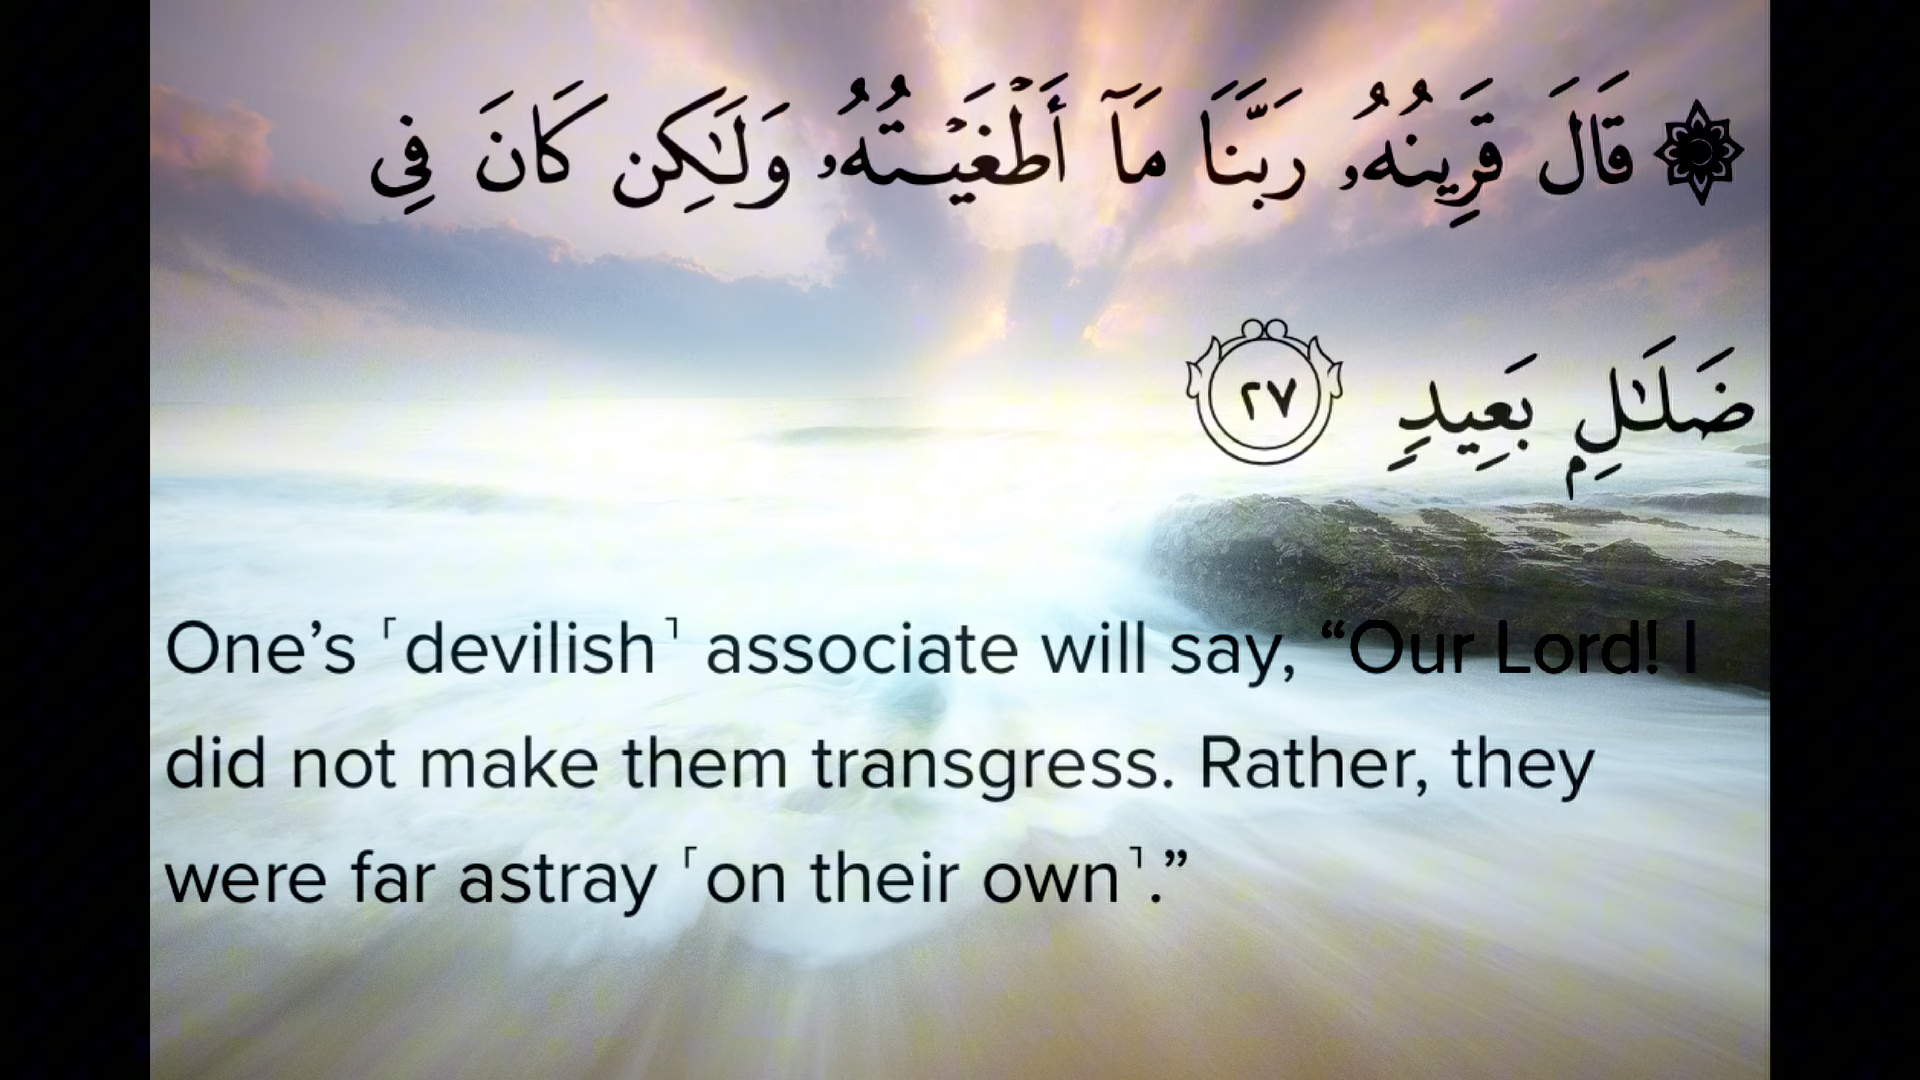 ۞ قَالَ قَرِينُهُۥ رَبَّنَا مَآ أَطْغَيْتُهُۥ وَلَـٰكِن كَانَ فِى
ضَلَـٰلٍۭ بَعِيدٍ ٢٧
One’s ⸢devilish⸣ associate will say, “Our Lord! I
did not make them transgress. Rather, they
were far astray ⸢on their own⸣.”